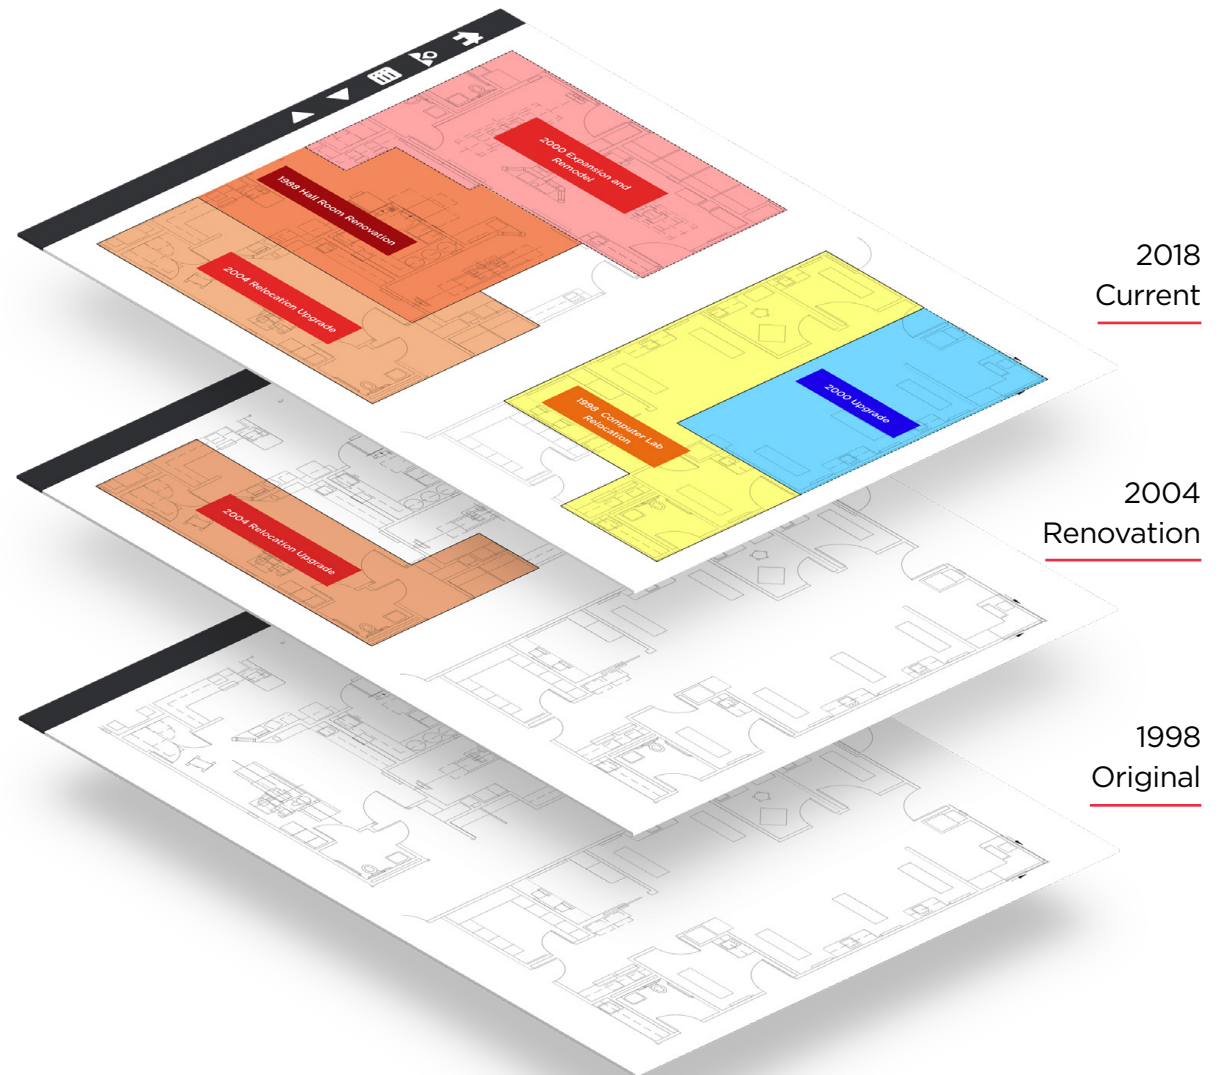 2000 Expansion and
Remodel
1988 Hall Room Renovation
2004 Relocation Upgrade
2018
Current
2000 Upgrade
1998 Computer Lab
Relocation
2004
Renovation
2004 Relocation Upgrade
1998
Original